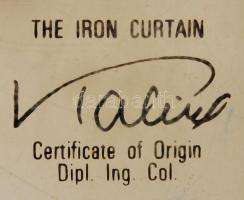 THE IRON CURTAIN
Certificate of Origin
Dipl. Ing. Col.